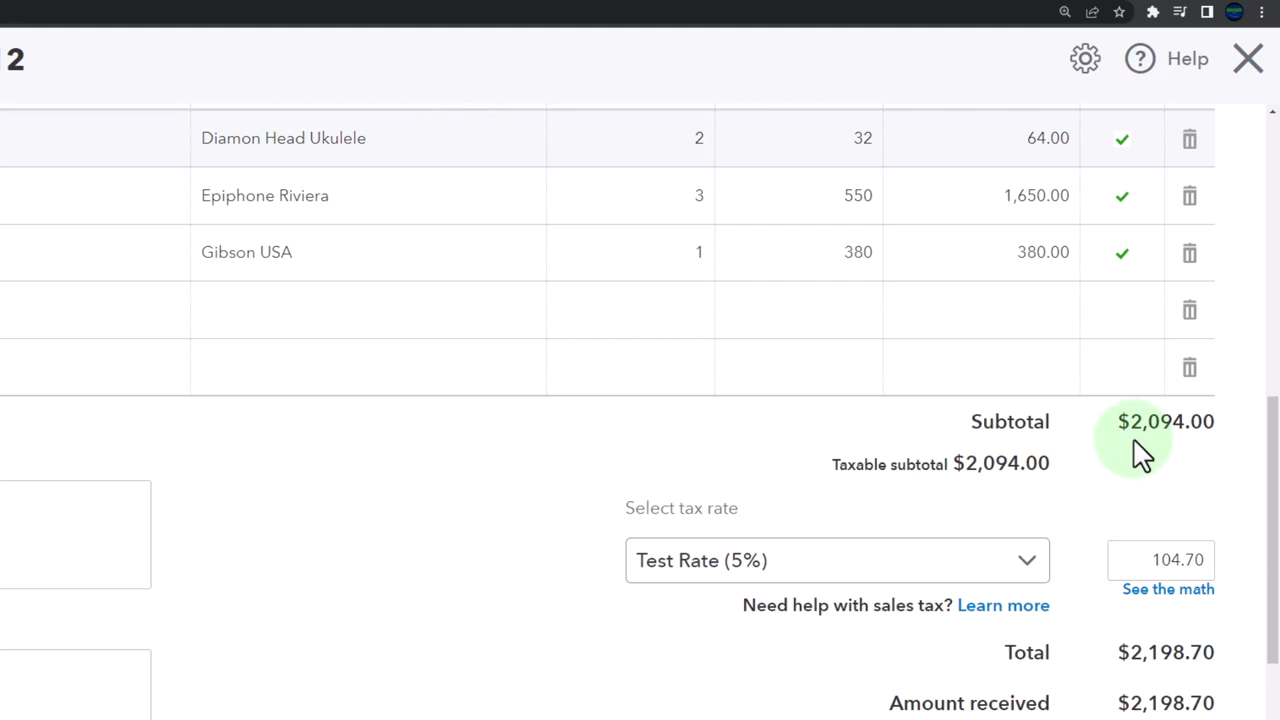 2
? Help
Diamon Head Ukulele 2 32 64.00
Epiphone Riviera 3 550 1,650.00
Gibson USA 1 380 380.00
Subtotal $2,094.00
Taxable subtotal $2,094.00
Select tax rate
Test Rate (5%) 104.70
See the math
Need help with sales tax? Learn more
Total $2,198.70
Amount received $2,198.70